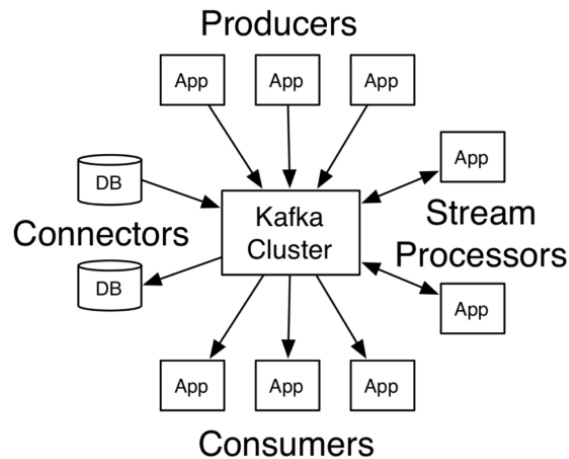 Producers
App
App
App
DB
App
Kafka
Cluster
Connectors
Stream
Processors
DB
App
App
App
App
Consumers